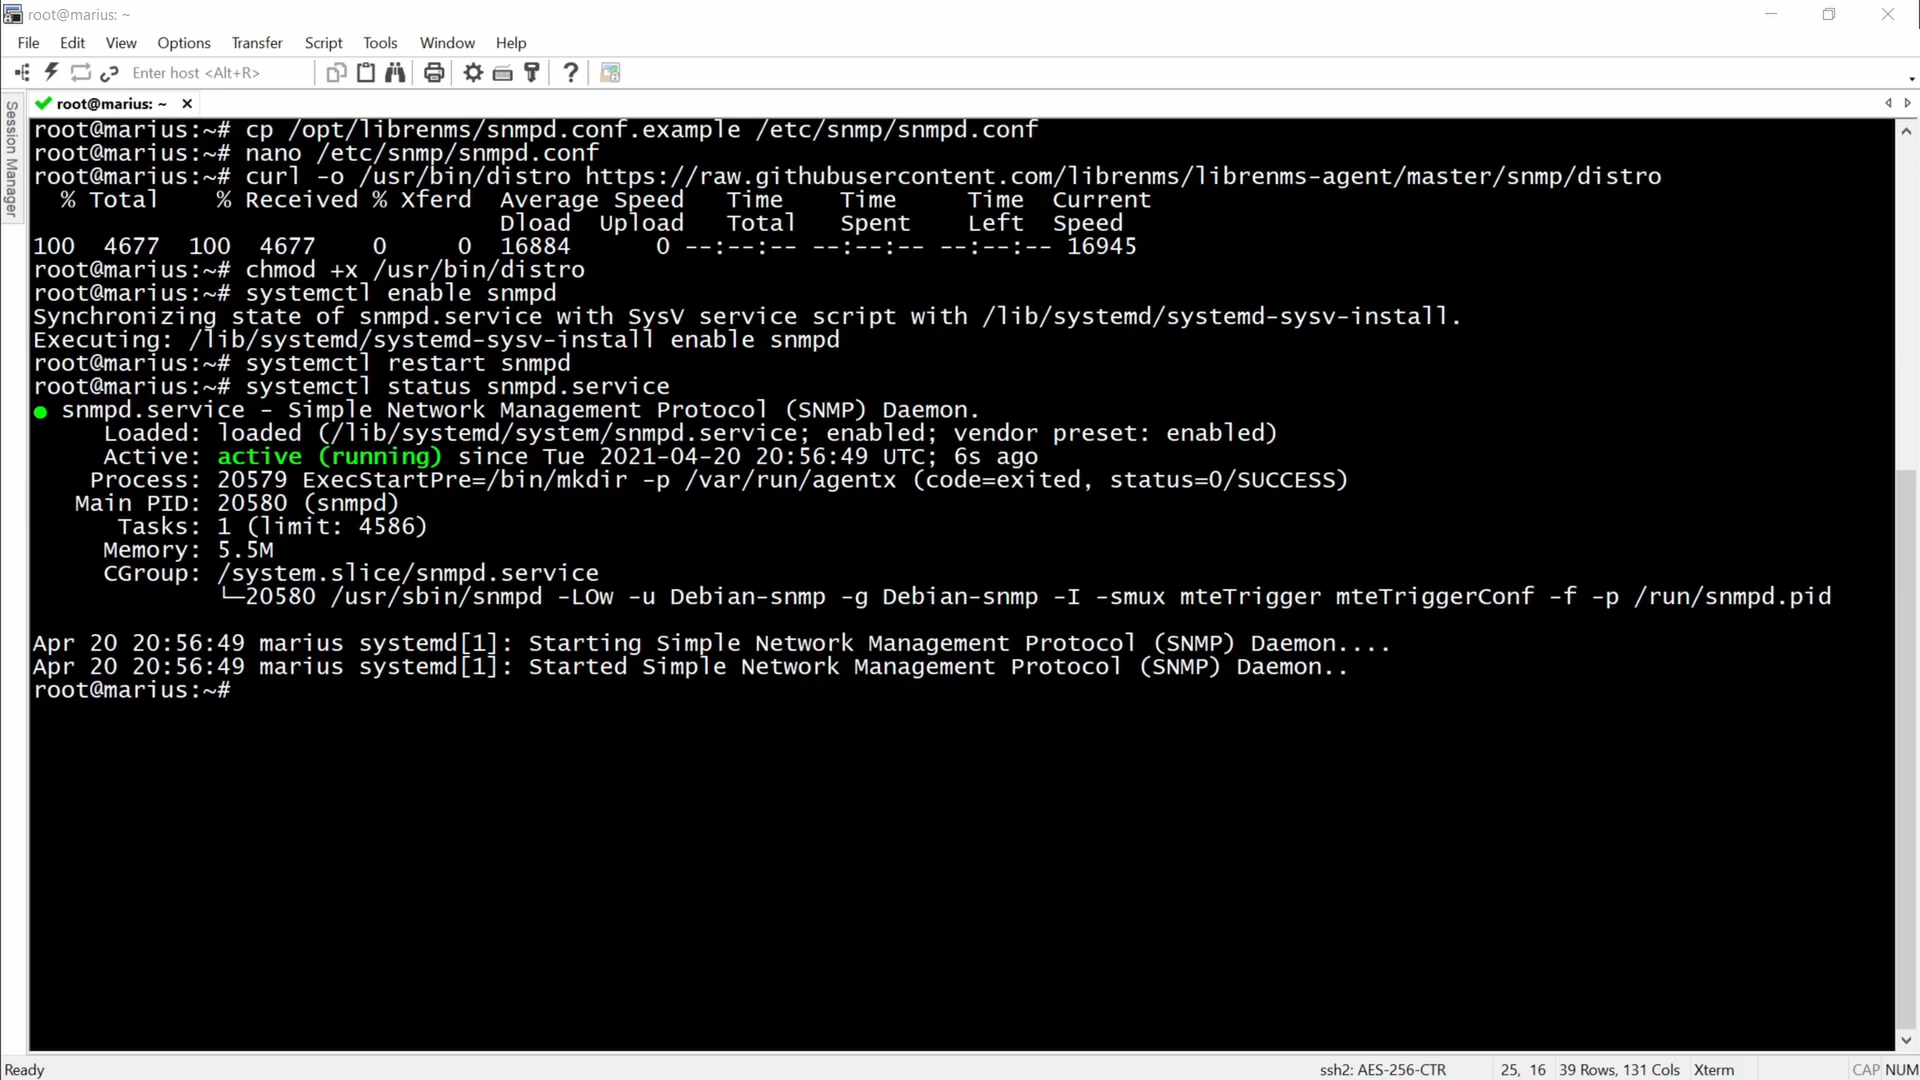 root@marius: ~
File Edit View Options Transfer Script Tools Window Help
Enter host <Alt+R>
Session Manager
root@marius: ~
root@marius:~# cp /opt/librenms/snmpd.conf.example /etc/snmp/snmpd.conf
root@marius:~# nano /etc/snmp/snmpd.conf
root@marius:~# curl -o /usr/bin/distro https://raw.githubusercontent.com/librenms/librenms-agent/master/snmp/distro
  % Total    % Received % Xferd  Average Speed   Time    Time     Time  Current
                                 Dload  Upload   Total   Spent    Left  Speed
100  4677  100  4677    0     0  16884      0 --:--:-- --:--:-- --:--:-- 16945
root@marius:~# chmod +x /usr/bin/distro
root@marius:~# systemctl enable snmpd
Synchronizing state of snmpd.service with SysV service script with /lib/systemd/systemd-sysv-install.
Executing: /lib/systemd/systemd-sysv-install enable snmpd
root@marius:~# systemctl restart snmpd
root@marius:~# systemctl status snmpd.service
● snmpd.service - Simple Network Management Protocol (SNMP) Daemon.
     Loaded: loaded (/lib/systemd/system/snmpd.service; enabled; vendor preset: enabled)
     Active: active (running) since Tue 2021-04-20 20:56:49 UTC; 6s ago
    Process: 20579 ExecStartPre=/bin/mkdir -p /var/run/agentx (code=exited, status=0/SUCCESS)
   Main PID: 20580 (snmpd)
      Tasks: 1 (limit: 4586)
     Memory: 5.5M
     CGroup: /system.slice/snmpd.service
             └─20580 /usr/sbin/snmpd -LOw -u Debian-snmp -g Debian-snmp -I -smux mteTrigger mteTriggerConf -f -p /run/snmpd.pid
Apr 20 20:56:49 marius systemd[1]: Starting Simple Network Management Protocol (SNMP) Daemon....
Apr 20 20:56:49 marius systemd[1]: Started Simple Network Management Protocol (SNMP) Daemon..
root@marius:~#
Ready ssh2: AES-256-CTR 25, 16 39 Rows, 131 Cols Xterm CAP NUM